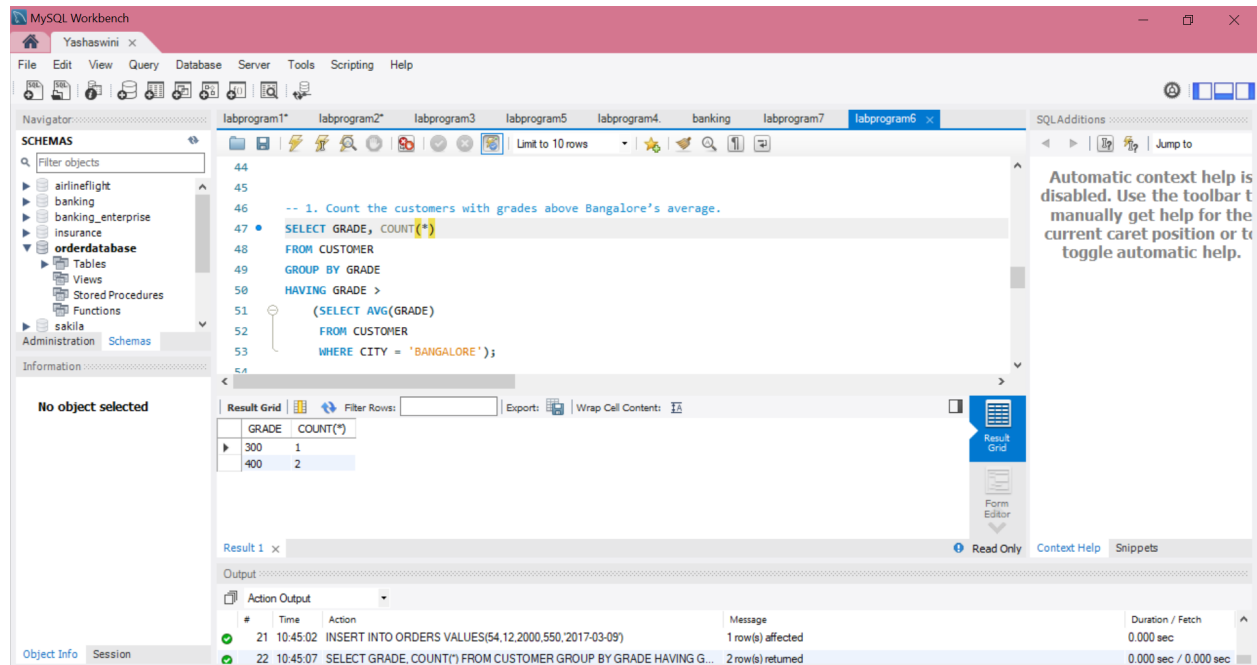 MySQL Workbench
Yashaswini
File Edit View Query Database Server Tools Scripting Help
Navigator
SCHEMAS
Filter objects
airlineflight
banking
banking_enterprise
insurance
orderdatabase
Tables
Views
Stored Procedures
Functions
sakila
Administration Schemas
Information
No object selected
Object Info Session
labprogram1* labprogram2* labprogram3 labprogram5 labprogram4. banking labprogram7 labprogram6
Limit to 10 rows
44
45
46 -- 1. Count the customers with grades above Bangalore’s average.
47 SELECT GRADE, COUNT(*)
48 FROM CUSTOMER
49 GROUP BY GRADE
50 HAVING GRADE >
51 (SELECT AVG(GRADE)
52 FROM CUSTOMER
53 WHERE CITY = 'BANGALORE');
54
Result Grid Filter Rows: Export: Wrap Cell Content:
GRADE COUNT(*)
300 1
400 2
Result Grid
Form Editor
Result 1 Read Only
SQLAdditions
Jump to
Automatic context help is
disabled. Use the toolbar t
manually get help for the
current caret position or to
toggle automatic help.
Context Help Snippets
Output
Action Output
# Time Action Message Duration / Fetch
21 10:45:02 INSERT INTO ORDERS VALUES(54,12,2000,550,'2017-03-09') 1 row(s) affected 0.000 sec
22 10:45:07 SELECT GRADE, COUNT(*) FROM CUSTOMER GROUP BY GRADE HAVING G... 2 row(s) returned 0.000 sec / 0.000 sec